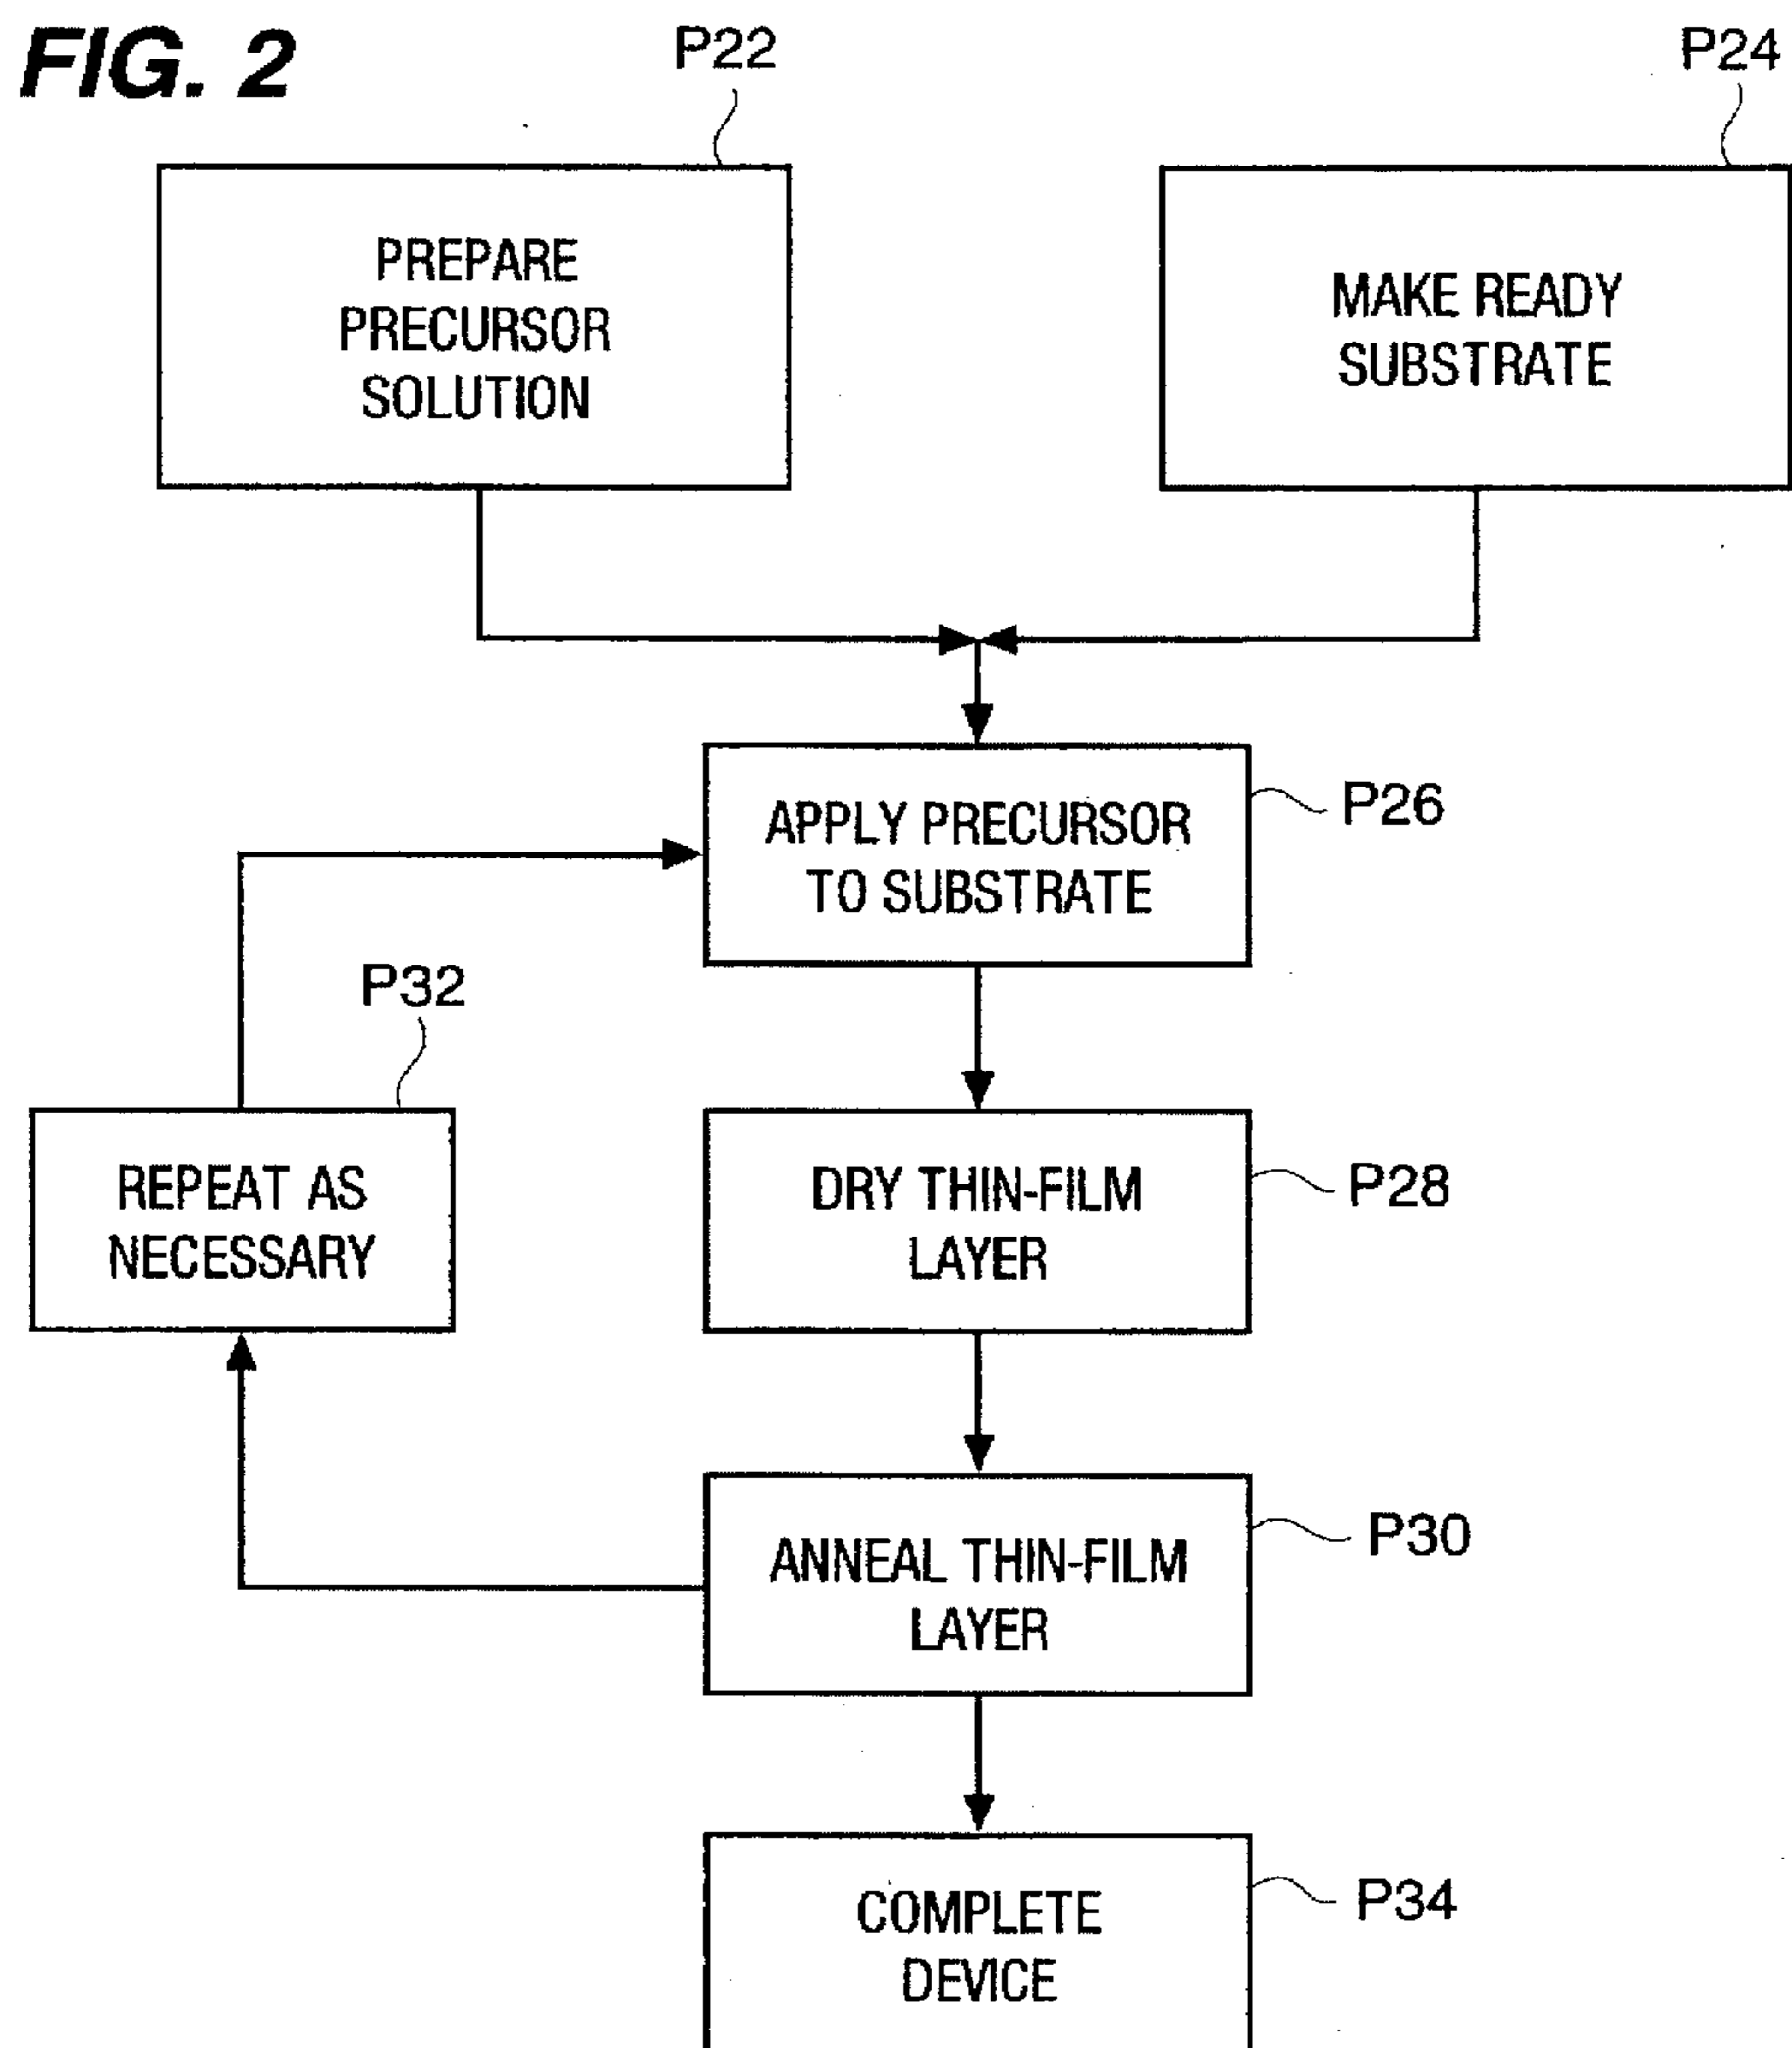 FIG. 2
P22
P24
PREPARE
PRECURSOR
SOLUTION
MAKE READY
SUBSTRATE
P26
APPLY PRECURSOR
TO SUBSTRATE
P32
REPEAT AS
NECESSARY
P28
DRY THIN-FILM
LAYER
P30
ANNEAL THIN-FILM
LAYER
P34
COMPLETE
DEVICE